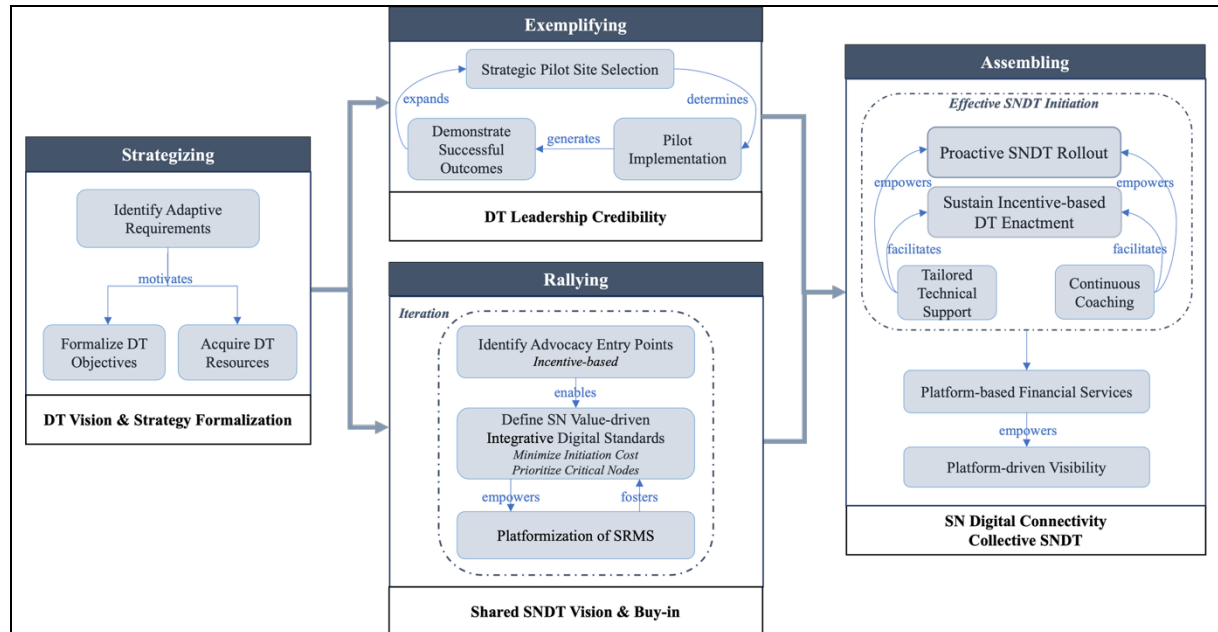 Strategizing
Identify Adaptive
Requirements
motivates
Formalize DT
Objectives
Acquire DT
Resources
DT Vision & Strategy Formalization
Exemplifying
Strategic Pilot Site Selection
expands
determines
Demonstrate
Successful
Outcomes
generates
Pilot
Implementation
DT Leadership Credibility
Rallying
Iteration
Identify Advocacy Entry Points
Incentive-based
enables
Define SN Value-driven
Integrative Digital Standards
Minimize Initiation Cost
Prioritize Critical Nodes
empowers
fosters
Platformization of SRMS
Shared SNDT Vision & Buy-in
Assembling
Effective SNDT Initiation
Proactive SNDT Rollout
empowers
empowers
Sustain Incentive-based
DT Enactment
facilitates
facilitates
Tailored
Technical
Support
Continuous
Coaching
Platform-based Financial Services
empowers
Platform-driven Visibility
SN Digital Connectivity
Collective SNDT